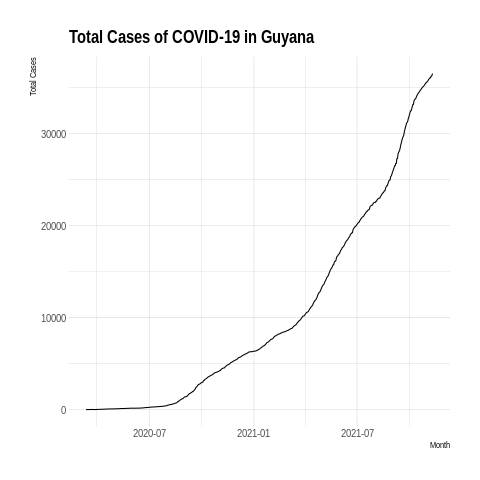 Total Cases of COVID-19 in Guyana
Total Cases
30000
20000
10000
0
2020-07 2021-01 2021-07
Month